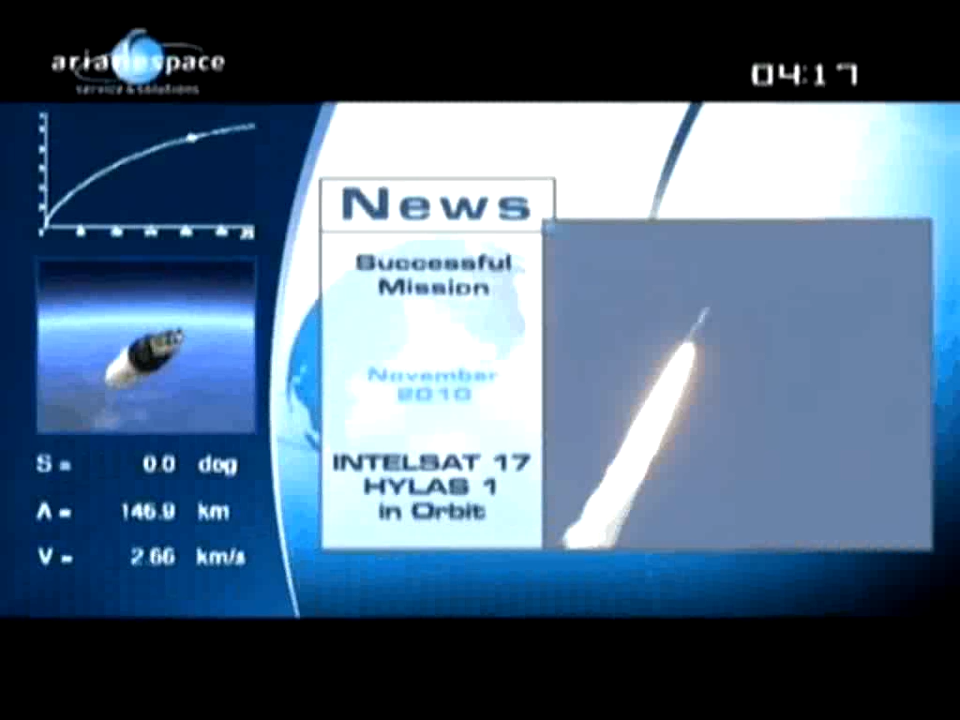 arianespace
service & solutions
04:17
News
Successful
Mission
November
2010
INTELSAT 17
HYLAS 1
in Orbit
S = 0.0 deg
A = 146.9 km
V = 2.66 km/s